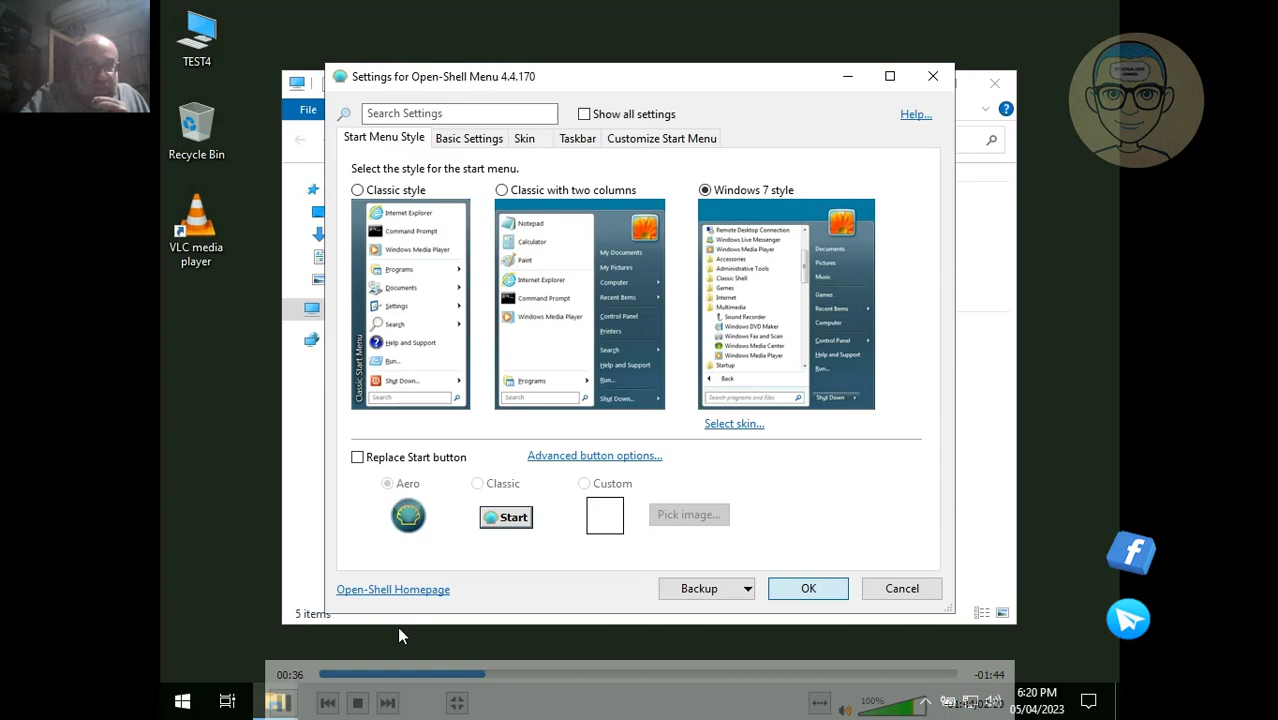 TEST4
Recycle Bin
VLC media
player
File
Settings for Open-Shell Menu 4.4.170
Search Settings
Show all settings
Help...
Start Menu Style
Basic Settings
Skin
Taskbar
Customize Start Menu
Select the style for the start menu.
Classic style
Classic with two columns
Windows 7 style
Internet Explorer
Command Prompt
Windows Media Player
Programs
Documents
Settings
Search
Help and Support
Run...
Shut Down...
Search
Classic Start Menu
Notepad
Calculator
Paint
Internet Explorer
Command Prompt
Windows Media Player
Programs
Search
My Documents
My Pictures
Computer
Recent Items
Control Panel
Printers
Search
Help and Support
Run...
Shut Down...
Remote Desktop Connection
Windows Live Messenger
Windows Media Player
Accessories
Administrative Tools
Classic Shell
Games
Internet
Multimedia
Sound Recorder
Windows DVD Maker
Windows Fax and Scan
Windows Media Center
Windows Media Player
Startup
Back
Search programs and files
Documents
Pictures
Music
Games
Recent Items
Computer
Control Panel
Help and Support
Run...
Shut Down
Select skin...
Replace Start button
Advanced button options...
Aero
Classic
Custom
Start
Pick image...
Open-Shell Homepage
Backup
OK
Cancel
5 items
00:36
-01:44
100%
6:20 PM
05/04/2023